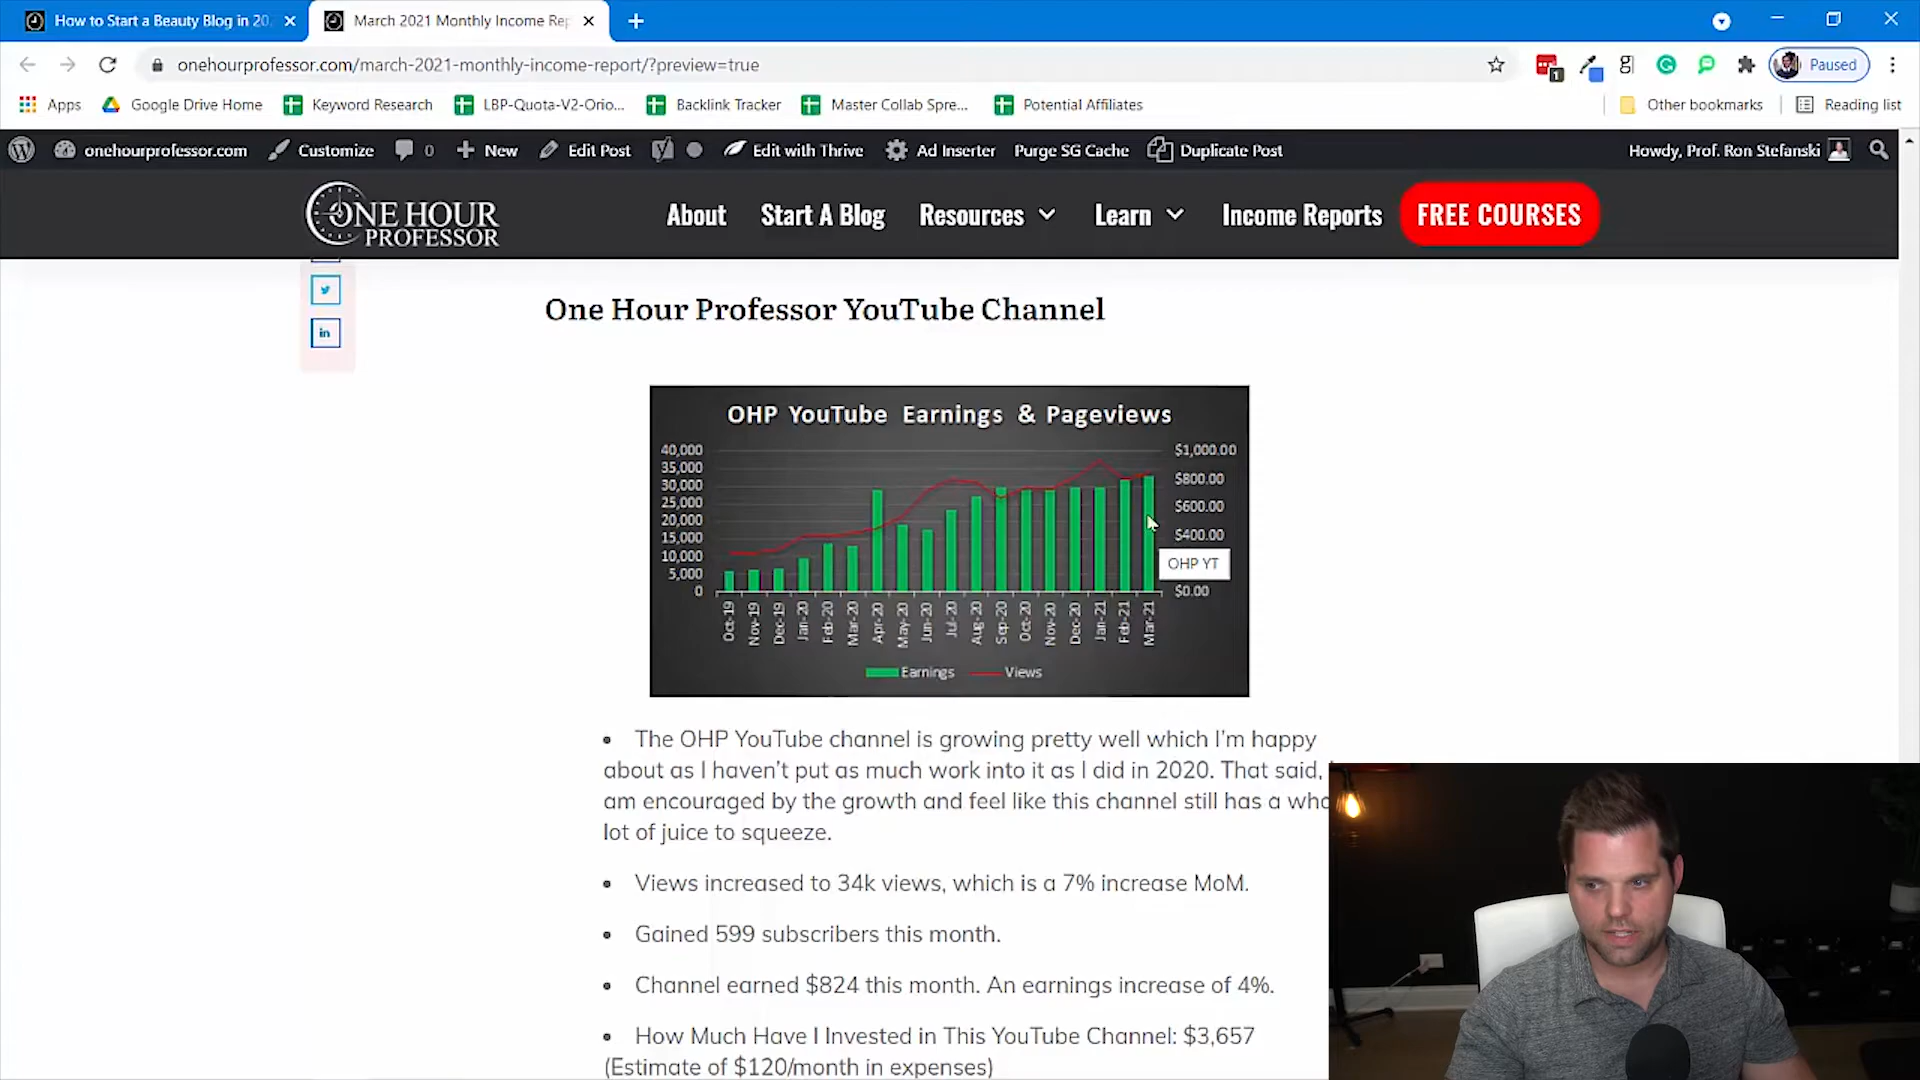 How to Start a Beauty Blog in 20
March 2021 Monthly Income Rep
onehourprofessor.com/march-2021-monthly-income-report/?preview=true
1
Paused
Apps
Google Drive Home
Keyword Research
LBP-Quota-V2-Orio...
Backlink Tracker
Master Collab Spre...
Potential Affiliates
Other bookmarks
Reading list
onehourprofessor.com
Customize
0
New
Edit Post
Edit with Thrive
Ad Inserter
Purge SG Cache
Duplicate Post
Howdy, Prof. Ron Stefanski
ONE HOUR
PROFESSOR
About
Start A Blog
Resources
Learn
Income Reports
FREE COURSES
in
One Hour Professor YouTube Channel
OHP YouTube Earnings & Pageviews
40,000
35,000
30,000
25,000
20,000
15,000
10,000
5,000
0
$1,000.00
$800.00
$600.00
$400.00
$0.00
OHP YT
Oct-19
Nov-19
Dec-19
Jan-20
Feb-20
Mar-20
Apr-20
May-20
Jun-20
Jul-20
Aug-20
Sep-20
Oct-20
Nov-20
Dec-20
Jan-21
Feb-21
Mar-21
Earnings
Views
• The OHP YouTube channel is growing pretty well which I'm happy
about as I haven't put as much work into it as I did in 2020. That said,
am encouraged by the growth and feel like this channel still has a who
lot of juice to squeeze.
• Views increased to 34k views, which is a 7% increase MoM.
• Gained 599 subscribers this month.
• Channel earned $824 this month. An earnings increase of 4%.
• How Much Have I Invested in This YouTube Channel: $3,657
(Estimate of $120/month in expenses)